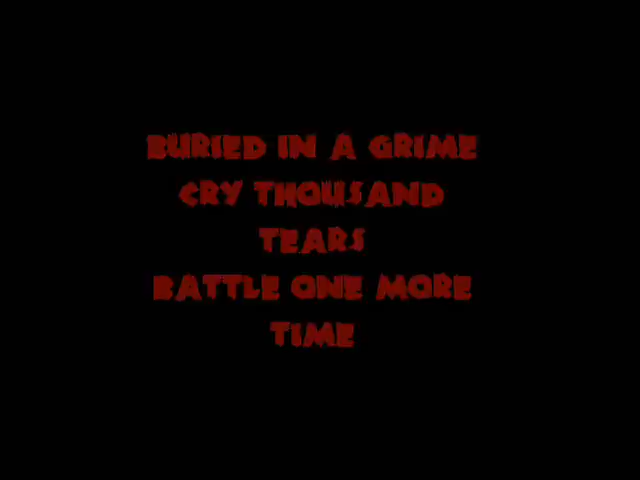 BURIED IN A GRIME
CRY THOUSAND
TEARS
BATTLE ONE MORE
TIME